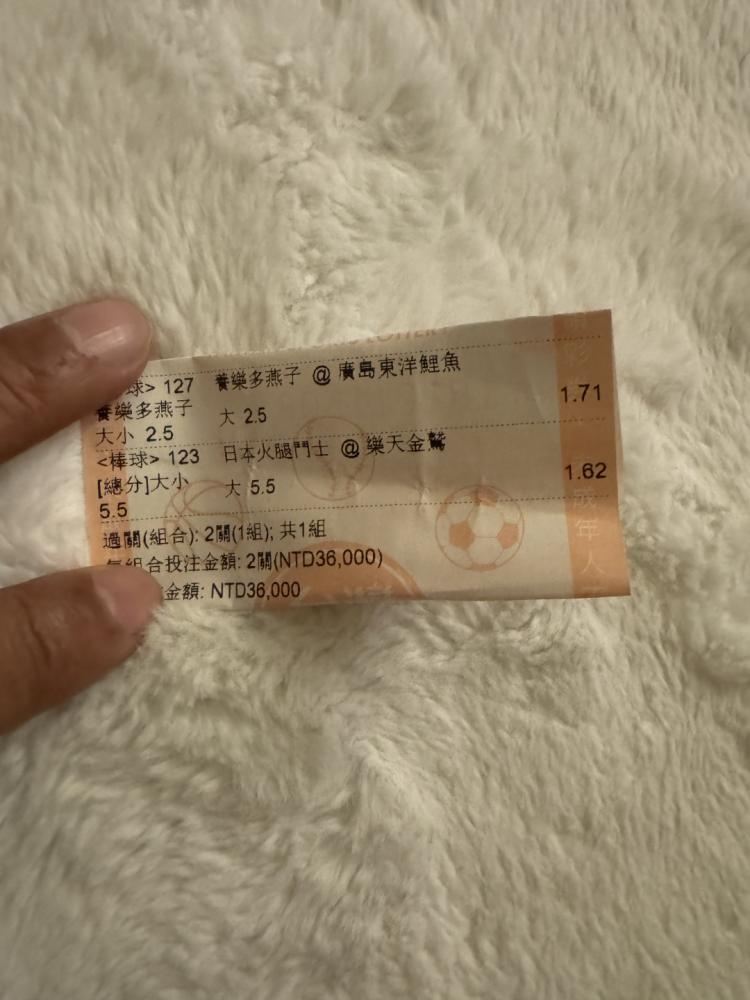 球> 127 養樂多燕子 @ 廣島東洋鯉魚
養樂多燕子 大 2.5 1.71
大小 2.5
<棒球> 123 日本火腿鬥士 @ 樂天金鷲
[總分]大小 大 5.5 1.62
5.5
過關(組合): 2關(1組); 共1組
每組合投注金額: 2關(NTD36,000)
金額: NTD36,000